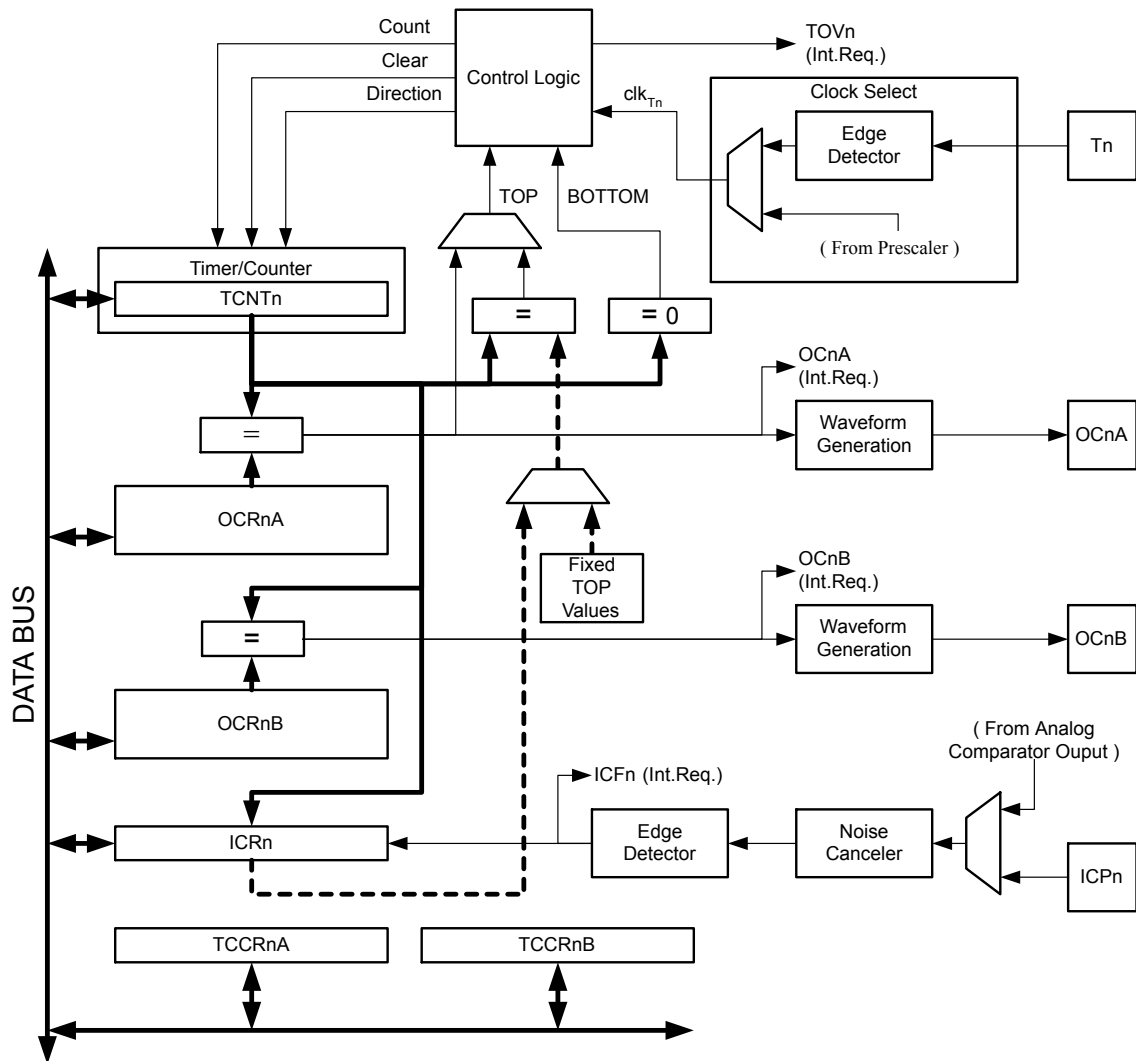 Count
Clear
Direction
Control Logic
TOVn
(Int.Req.)
clkTn
Clock Select
Edge
Detector
Tn
( From Prescaler )
TOP
BOTTOM
Timer/Counter
TCNTn
=
= 0
OCnA
(Int.Req.)
=
Waveform
Generation
OCnA
OCRnA
Fixed
TOP
Values
OCnB
(Int.Req.)
=
Waveform
Generation
OCnB
DATA BUS
OCRnB
( From Analog
Comparator Ouput )
ICFn (Int.Req.)
ICRn
Edge
Detector
Noise
Canceler
ICPn
TCCRnA
TCCRnB